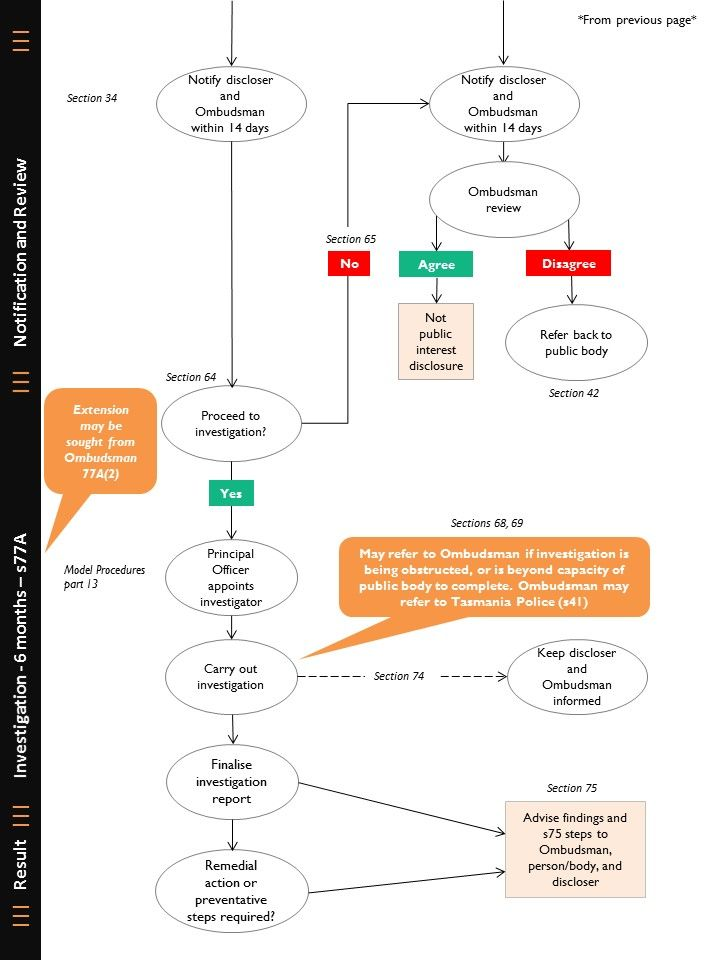 *From previous page*
Notification and Review
Section 34
Notify discloser
and
Ombudsman
within 14 days
Notify discloser
and
Ombudsman
within 14 days
Ombudsman
review
Section 65
No
Agree
Disagree
Not
public
interest
disclosure
Refer back to
public body
Section 42
Section 64
Proceed to
investigation?
Extension
may be
sought from
Ombudsman
77A(2)
Yes
Investigation - 6 months – s77A
Model Procedures
part 13
Principal
Officer
appoints
investigator
Sections 68, 69
May refer to Ombudsman if investigation is
being obstructed, or is beyond capacity of
public body to complete. Ombudsman may
refer to Tasmania Police (s41)
Carry out
investigation
Section 74
Keep discloser
and
Ombudsman
informed
Finalise
investigation
report
Section 75
Advise findings and
s75 steps to
Ombudsman,
person/body, and
discloser
Result
Remedial
action or
preventative
steps required?